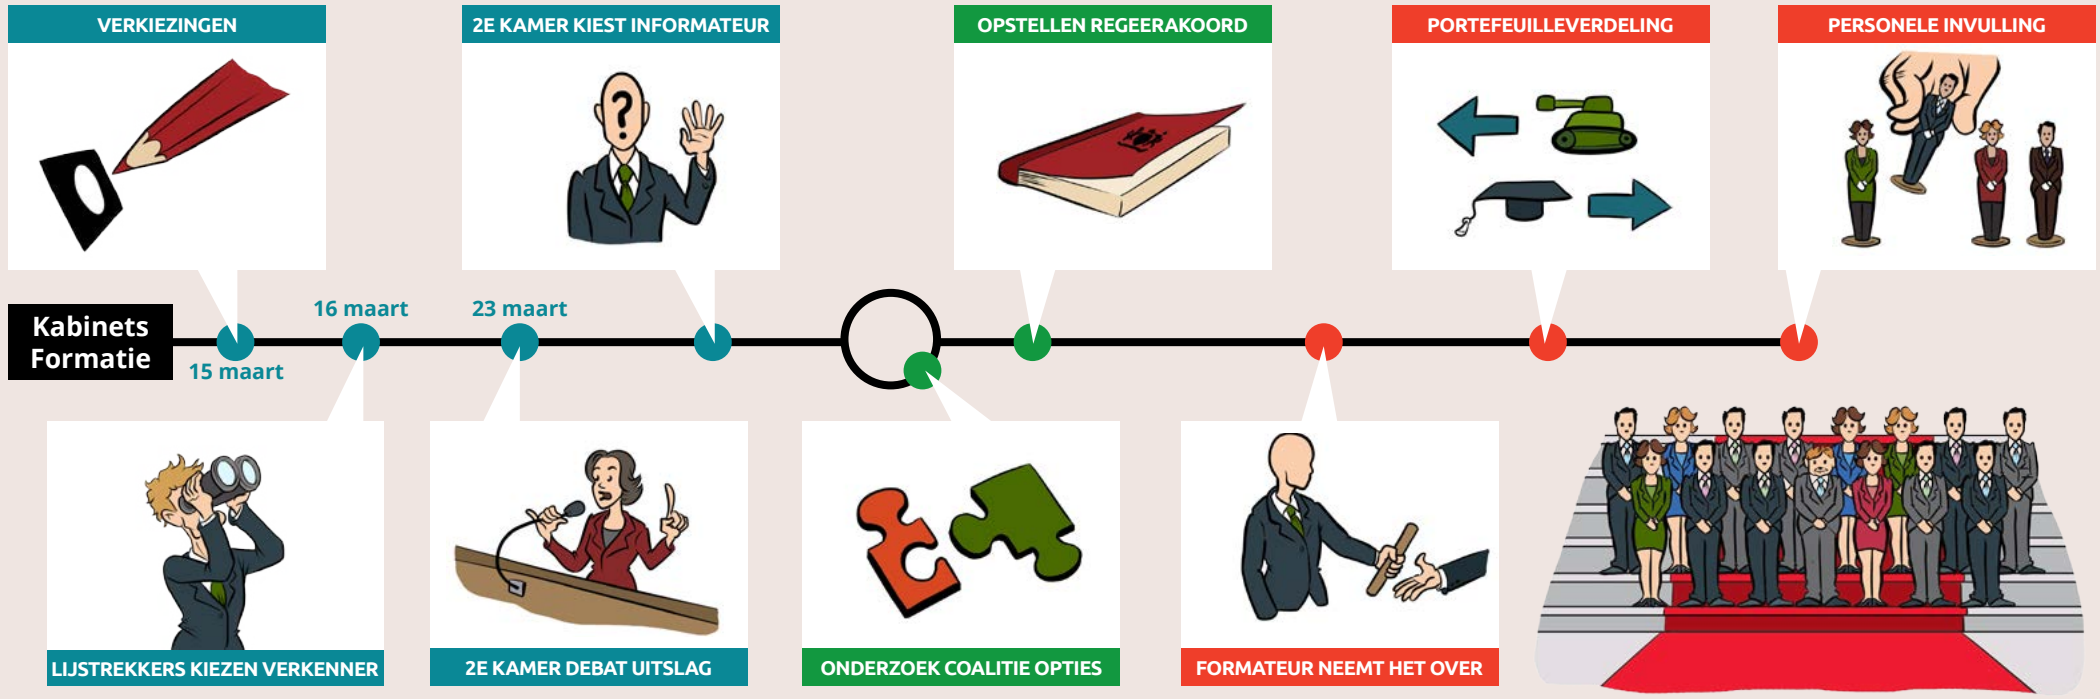 VERKIEZINGEN
2E KAMER KIEST INFORMATEUR
OPSTELLEN REGEERAKOORD
PORTEFEUILLEVERDELING
PERSONELE INVULLING
?
Kabinets
Formatie
15 maart
16 maart
23 maart
LIJSTREKKERS KIEZEN VERKENNER
2E KAMER DEBAT UITSLAG
ONDERZOEK COALITIE OPTIES
FORMATEUR NEEMT HET OVER